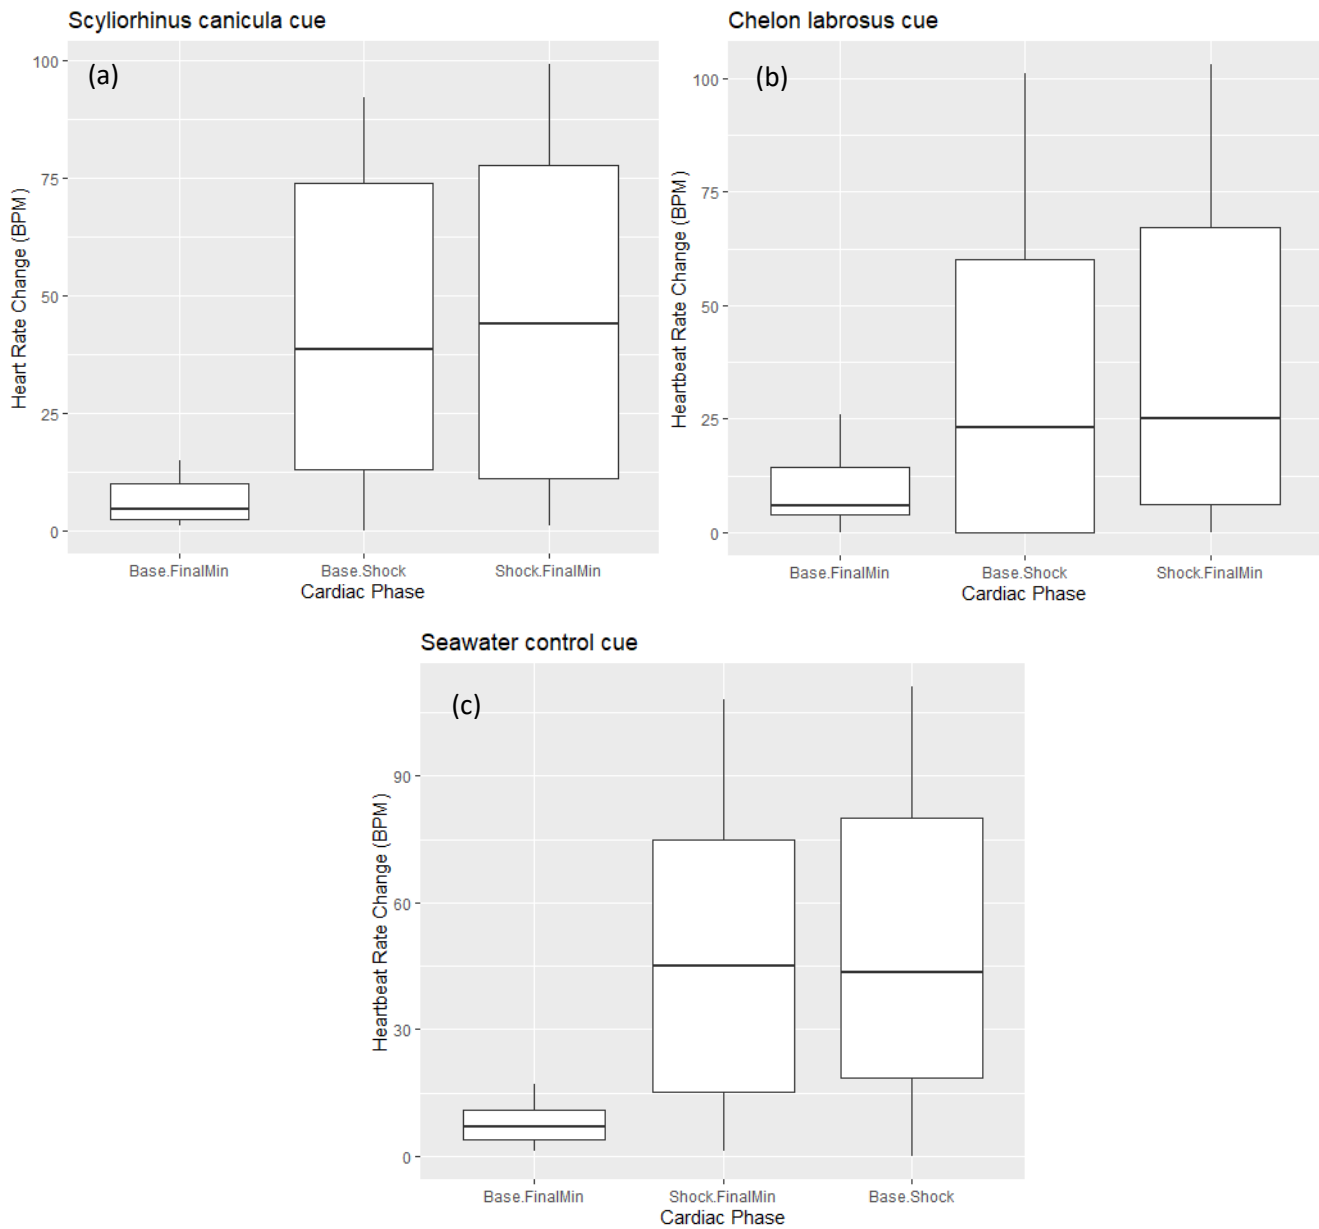 Scyliorhinus canicula cue
(a)
100
75
50
25
0
Heart Rate Change (BPM)
Base.FinalMin Base.Shock Shock.FinalMin
Cardiac Phase
Chelon labrosus cue
(b)
100
75
50
25
0
Heartbeat Rate Change (BPM)
Base.FinalMin Base.Shock Shock.FinalMin
Cardiac Phase
Seawater control cue
(c)
90
60
30
0
Heartbeat Rate Change (BPM)
Base.FinalMin Shock.FinalMin Base.Shock
Cardiac Phase